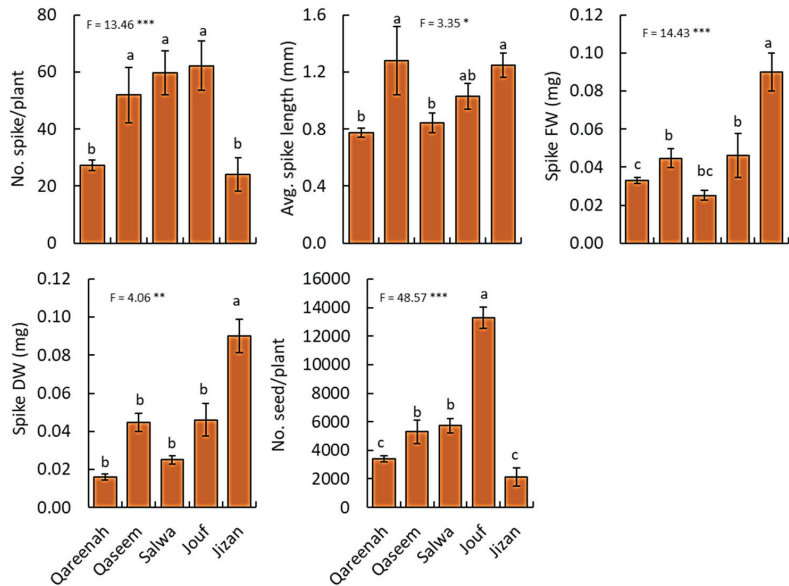 No. spike/plant
F = 13.46 ***
80
60
40
20
0
b
a
a
a
b
Avg. spike length (mm)
F = 3.35 *
1.6
1.2
0.8
0.4
0.0
b
a
b
ab
a
Spike FW (mg)
F = 14.43 ***
0.12
0.10
0.08
0.06
0.04
0.02
0.00
c
b
bc
b
a
Spike DW (mg)
F = 4.06 **
0.12
0.10
0.08
0.06
0.04
0.02
0.00
b
b
b
b
a
Qareenah
Qaseem
Salwa
Jouf
Jizan
No. seed/plant
F = 48.57 ***
16000
14000
12000
10000
8000
6000
4000
2000
0
c
b
b
a
c
Qareenah
Qaseem
Salwa
Jouf
Jizan